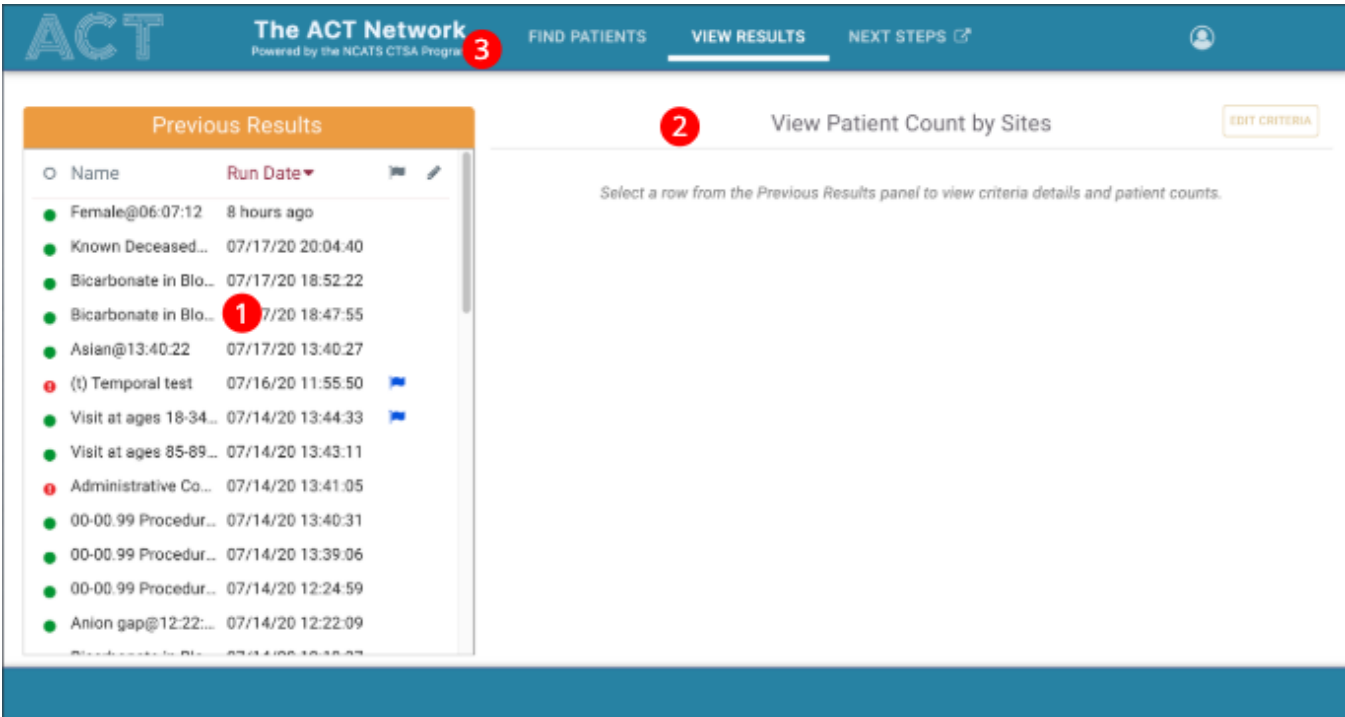 ACT
The ACT Network
Powered by the NCATS CTSA Progra
3
FIND PATIENTS
VIEW RESULTS
NEXT STEPS
Previous Results
Name Run Date
Female@06:07:12 8 hours ago
Known Deceased... 07/17/20 20:04:40
Bicarbonate in Blo... 07/17/20 18:52:22
Bicarbonate in Blo... 1 7/20 18:47:55
Asian@13:40:22 07/17/20 13:40:27
(t) Temporal test 07/16/20 11:55:50
Visit at ages 18-34... 07/14/20 13:44:33
Visit at ages 85-89... 07/14/20 13:43:11
Administrative Co... 07/14/20 13:41:05
00-00.99 Procedur... 07/14/20 13:40:31
00-00.99 Procedur... 07/14/20 13:39:06
00-00.99 Procedur... 07/14/20 12:24:59
Anion gap@12:22:... 07/14/20 12:22:09
2
View Patient Count by Sites
EDIT CRITERIA
Select a row from the Previous Results panel to view criteria details and patient counts.